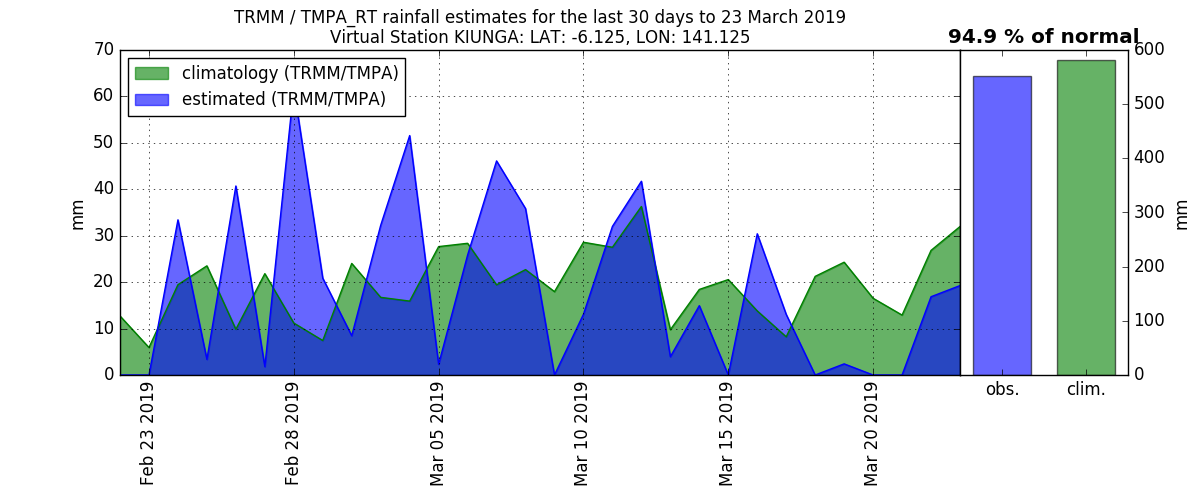 TRMM / TMPA_RT rainfall estimates for the last 30 days to 23 March 2019
Virtual Station KIUNGA: LAT: -6.125, LON: 141.125
94.9 % of normal
climatology (TRMM/TMPA)
estimated (TRMM/TMPA)
70
60
50
40
30
20
10
0
mm
Feb 23 2019
Feb 28 2019
Mar 05 2019
Mar 10 2019
Mar 15 2019
Mar 20 2019
600
500
400
300
200
100
0
mm
obs.
clim.